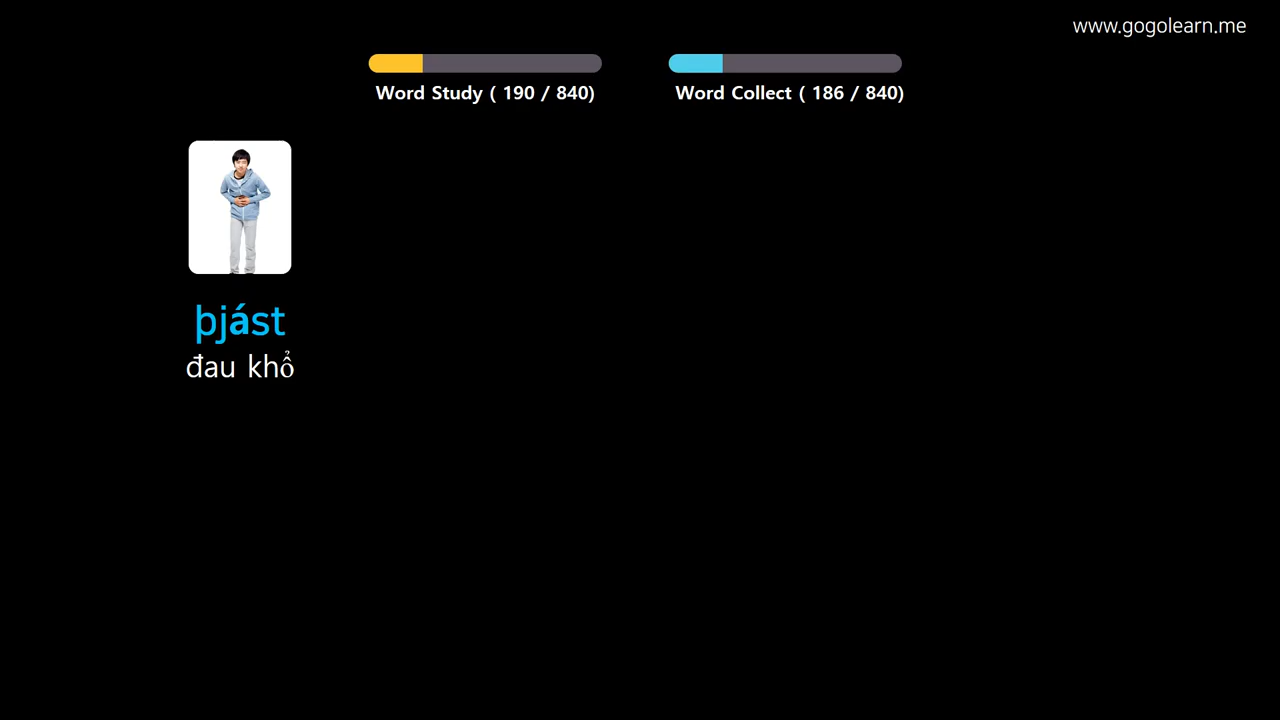 www.gogolearn.me
Word Study ( 190 / 840)
Word Collect ( 186 / 840)
þjást
đau khổ